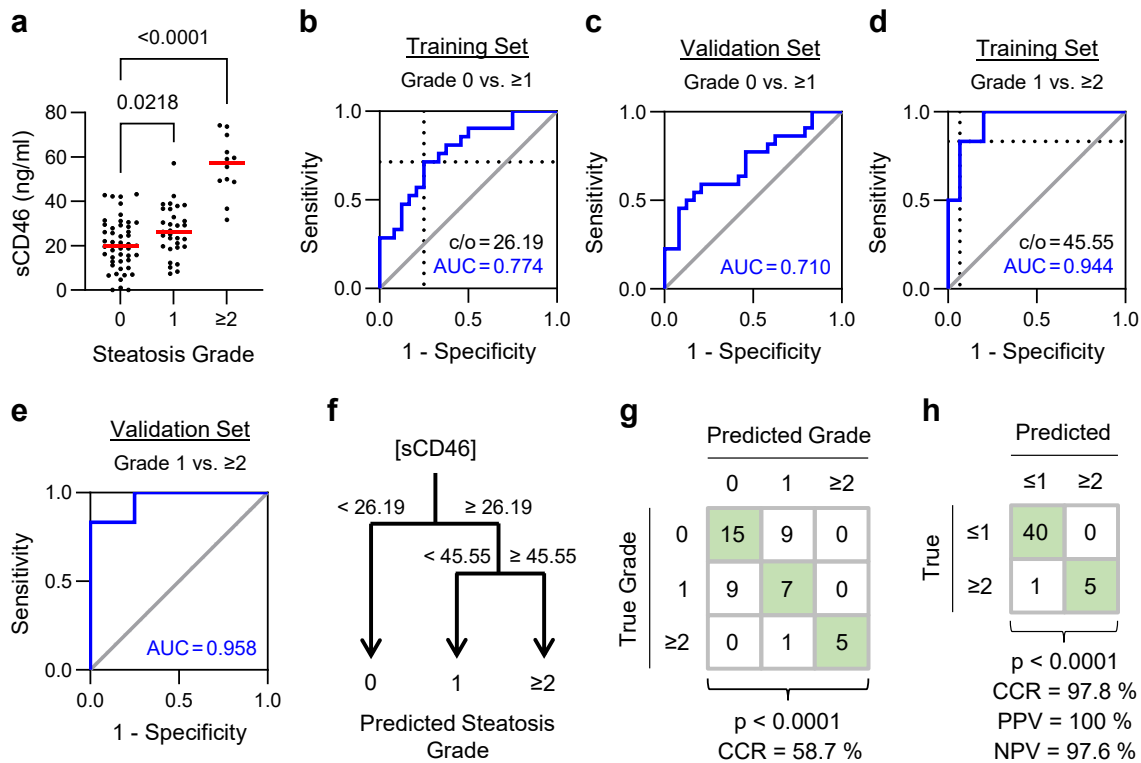 a
<0.0001
0.0218
80
60
40
20
0
sCD46 (ng/ml)
0 1 ≥2
Steatosis Grade
b
Training Set
Grade 0 vs. ≥1
1.0
0.5
0.0
Sensitivity
c/o = 26.19
AUC = 0.774
0.0 0.5 1.0
1 - Specificity
c
Validation Set
Grade 0 vs. ≥1
1.0
0.5
0.0
Sensitivity
AUC = 0.710
0.0 0.5 1.0
1 - Specificity
d
Training Set
Grade 1 vs. ≥2
1.0
0.5
0.0
Sensitivity
c/o = 45.55
AUC = 0.944
0.0 0.5 1.0
1 - Specificity
e
Validation Set
Grade 1 vs. ≥2
1.0
0.5
0.0
Sensitivity
AUC = 0.958
0.0 0.5 1.0
1 - Specificity
f
[sCD46]
< 26.19 ≥ 26.19
< 45.55 ≥ 45.55
0 1 ≥2
Predicted Steatosis
Grade
g
Predicted Grade
0 1 ≥2
True Grade
0 15 9 0
1 9 7 0
≥2 0 1 5
p < 0.0001
CCR = 58.7 %
h
Predicted
≤1 ≥2
True
≤1 40 0
≥2 1 5
p < 0.0001
CCR = 97.8 %
PPV = 100 %
NPV = 97.6 %